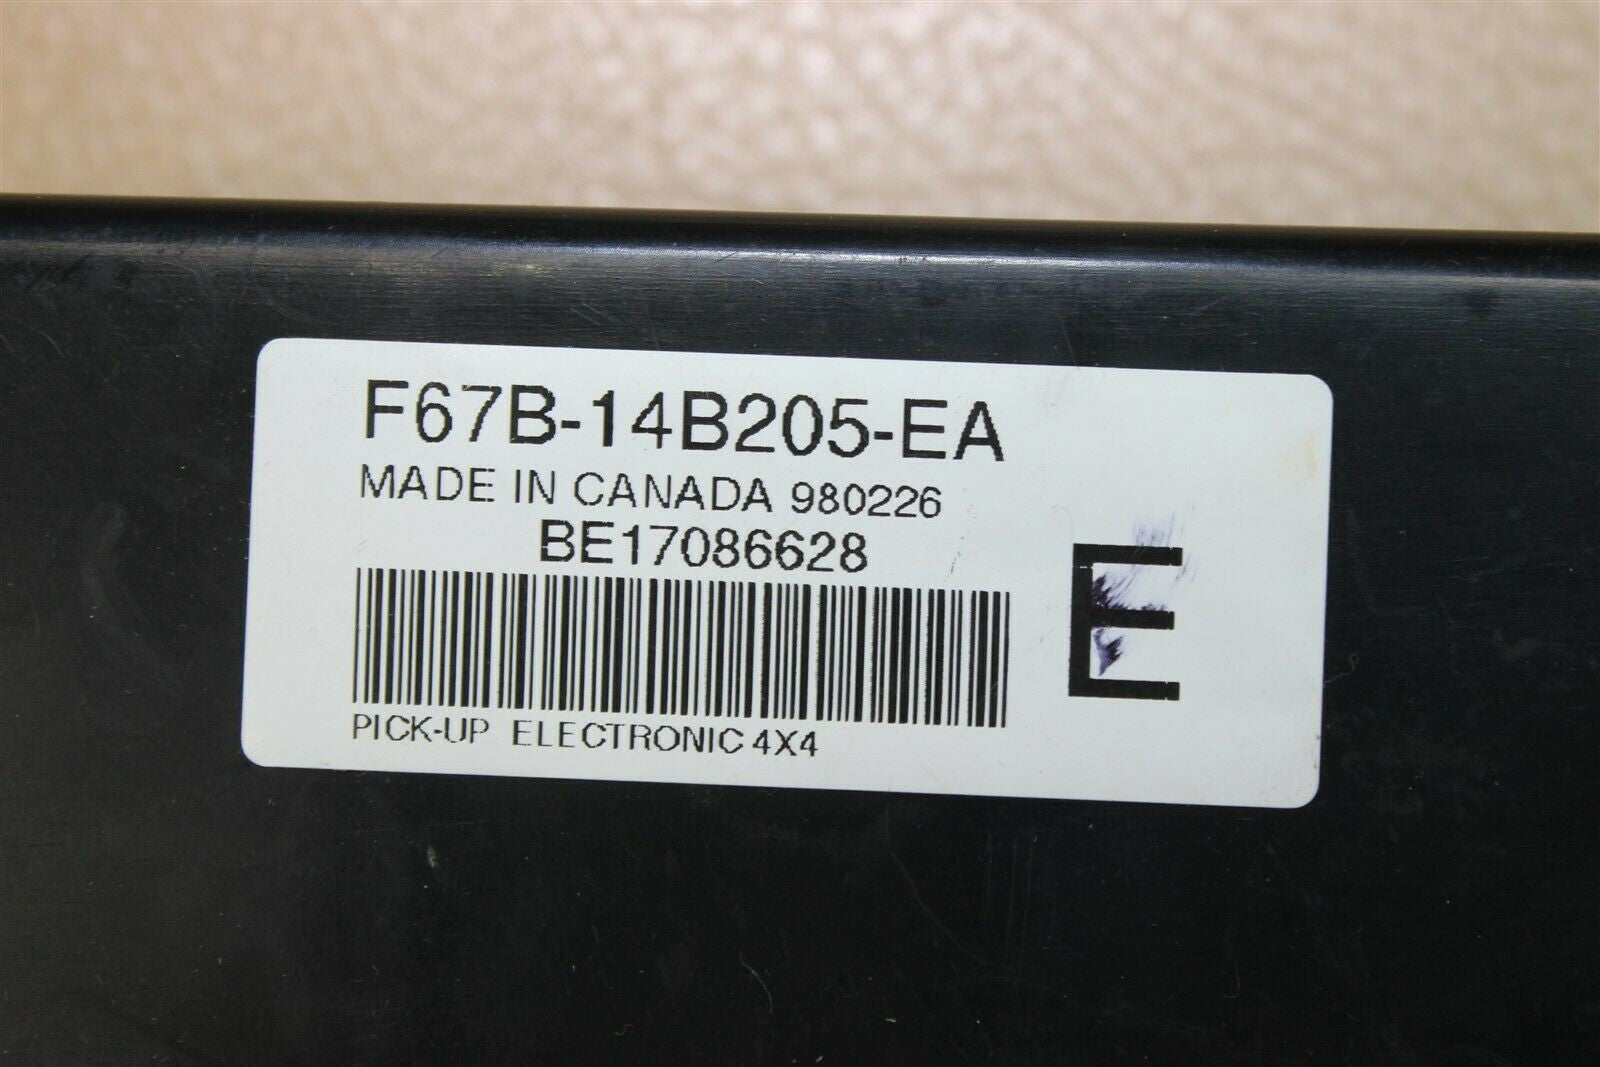 F67B-14B205-EA
MADE IN CANADA 980226
BE17086628
E
PICK-UP ELECTRONIC 4X4